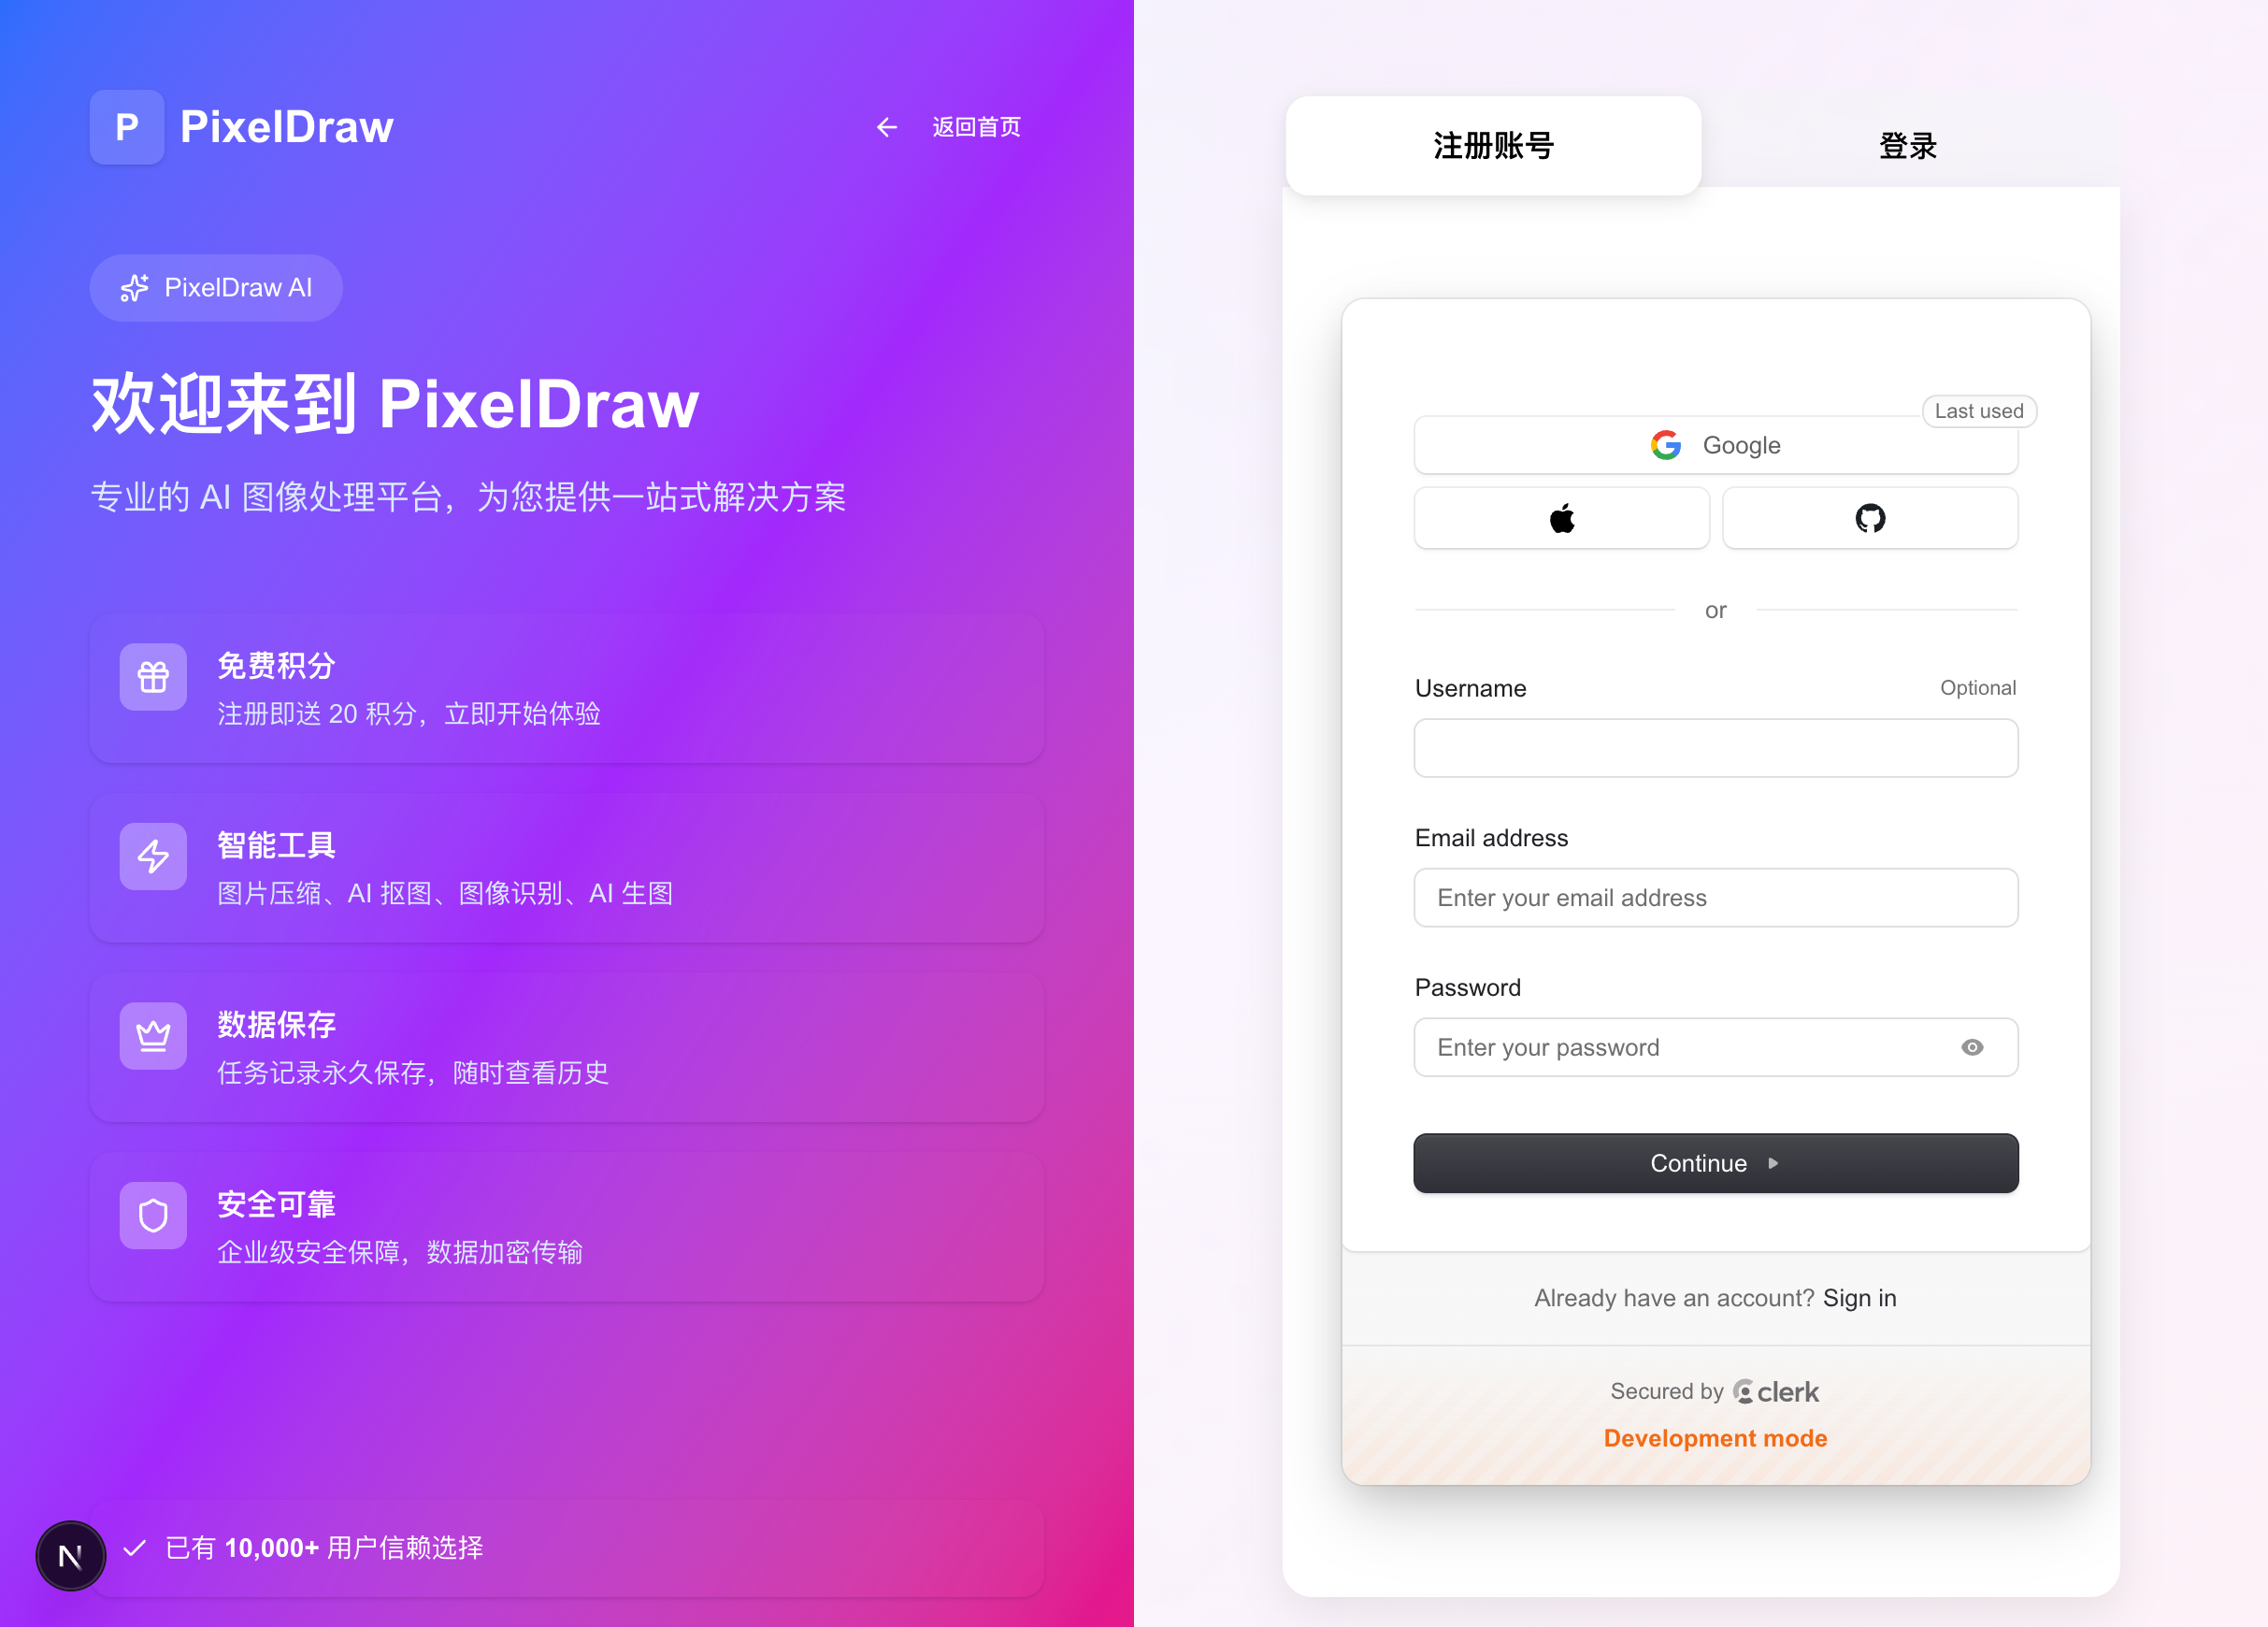 P PixelDraw
返回首页
PixelDraw AI
欢迎来到 PixelDraw
专业的 AI 图像处理平台，为您提供一站式解决方案
免费积分
注册即送 20 积分，立即开始体验
智能工具
图片压缩、AI 抠图、图像识别、AI 生图
数据保存
任务记录永久保存，随时查看历史
安全可靠
企业级安全保障，数据加密传输
N
已有 10,000+ 用户信赖选择
注册账号
登录
Last used
Google
or
Username Optional
Email address
Enter your email address
Password
Enter your password
Continue
Already have an account? Sign in
Secured by clerk
Development mode